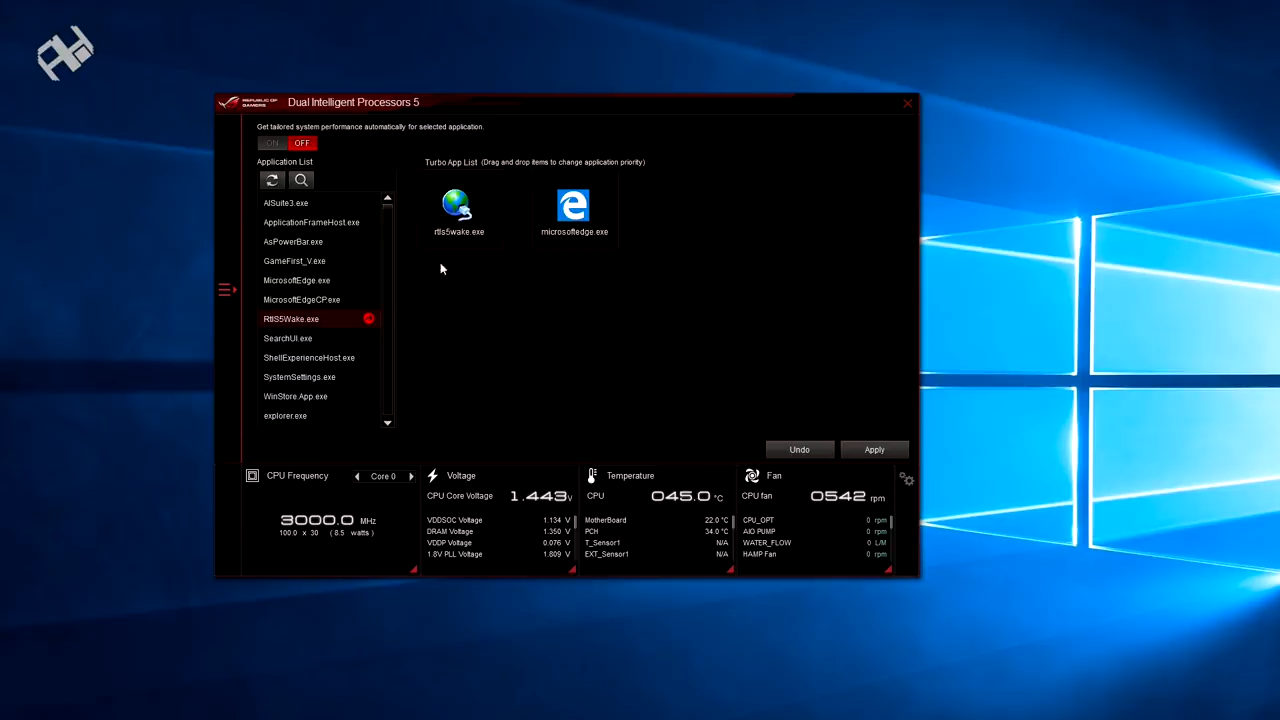 REPUBLIC OF GAMERS
Dual Intelligent Processors 5
Get tailored system performance automatically for selected application.
ON OFF
Application List
Turbo App List (Drag and drop items to change application priority)
AISuite3.exe
ApplicationFrameHost.exe
AsPowerBar.exe
GameFirst_V.exe
MicrosoftEdge.exe
MicrosoftEdgeCP.exe
RtlS5Wake.exe
SearchUI.exe
ShellExperienceHost.exe
SystemSettings.exe
WinStore.App.exe
explorer.exe
rtls5wake.exe
microsoftedge.exe
Undo
Apply
CPU Frequency
Core 0
3000.0 MHz
100.0 x 30 ( 8.5 watts )
Voltage
CPU Core Voltage 1.443 V
VDDSOC Voltage 1.134 V
DRAM Voltage 1.350 V
VDDP Voltage 0.076 V
1.8V PLL Voltage 1.809 V
Temperature
CPU 045.0 °C
MotherBoard 22.0 °C
PCH 34.0 °C
T_Sensor1 N/A
EXT_Sensor1 N/A
Fan
CPU fan 0542 rpm
CPU_OPT 0 rpm
AIO PUMP 0 rpm
WATER_FLOW 0 L/M
HAMP Fan 0 rpm